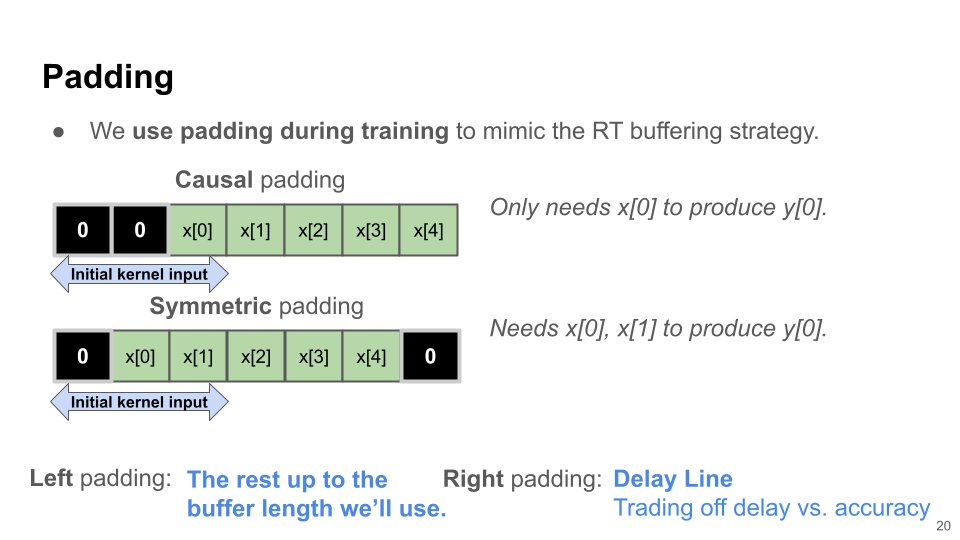 Padding
● We use padding during training to mimic the RT buffering strategy.
Causal padding
0 0 x[0] x[1] x[2] x[3] x[4]
Only needs x[0] to produce y[0].
Initial kernel input
Symmetric padding
0 x[0] x[1] x[2] x[3] x[4] 0
Needs x[0], x[1] to produce y[0].
Initial kernel input
Left padding: The rest up to the
buffer length we’ll use.
Right padding: Delay Line
Trading off delay vs. accuracy
20